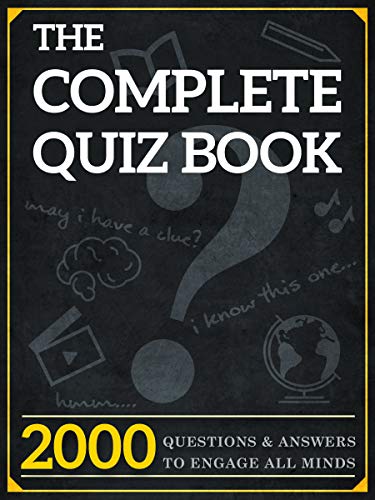 THE
COMPLETE
QUIZ BOOK
?
may i have a clue?
i know this one...
hmmm....
2000
QUESTIONS & ANSWERS
TO ENGAGE ALL MINDS